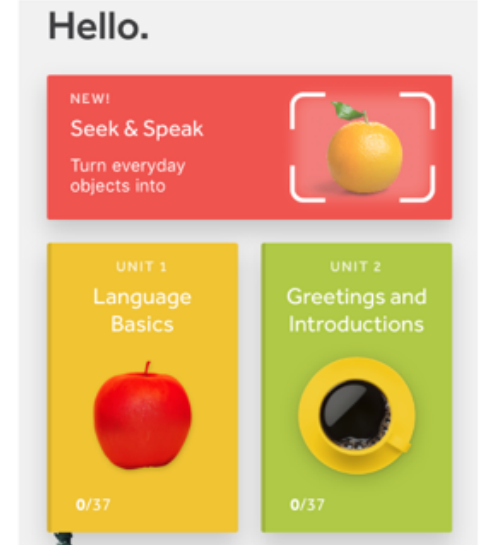 Hello.
NEW!
Seek & Speak
Turn everyday
objects into
UNIT 1
Language
Basics
0/37
UNIT 2
Greetings and
Introductions
0/37